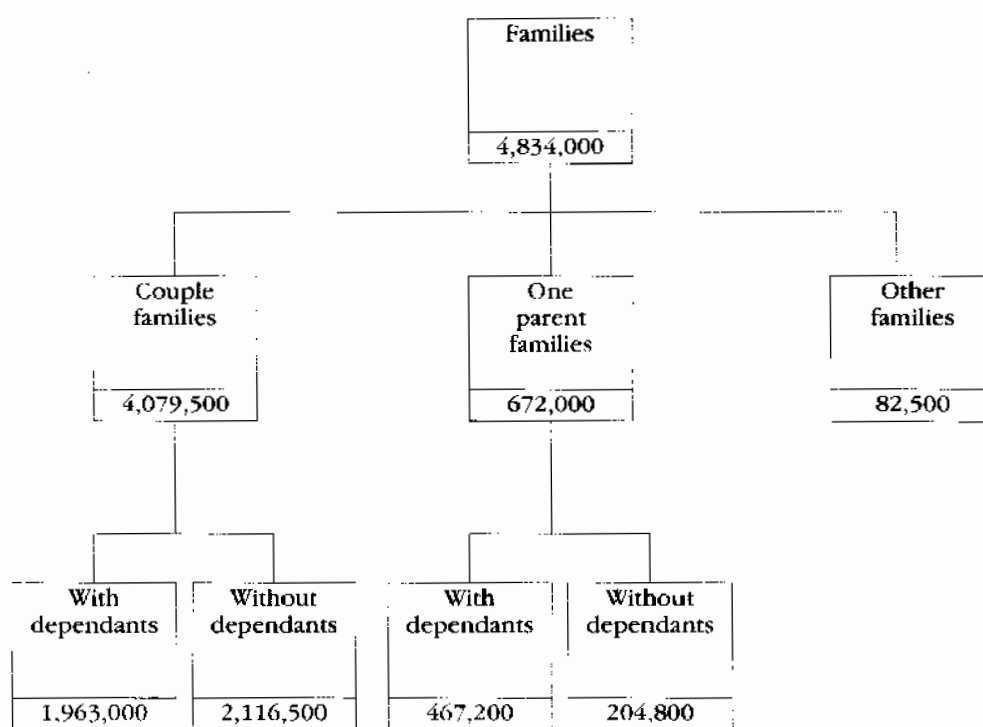 Families
4,834,000
Couple
families
4,079,500
One
parent
families
672,000
Other
families
82,500
With
dependants
1,963,000
Without
dependants
2,116,500
With
dependants
467,200
Without
dependants
204,800